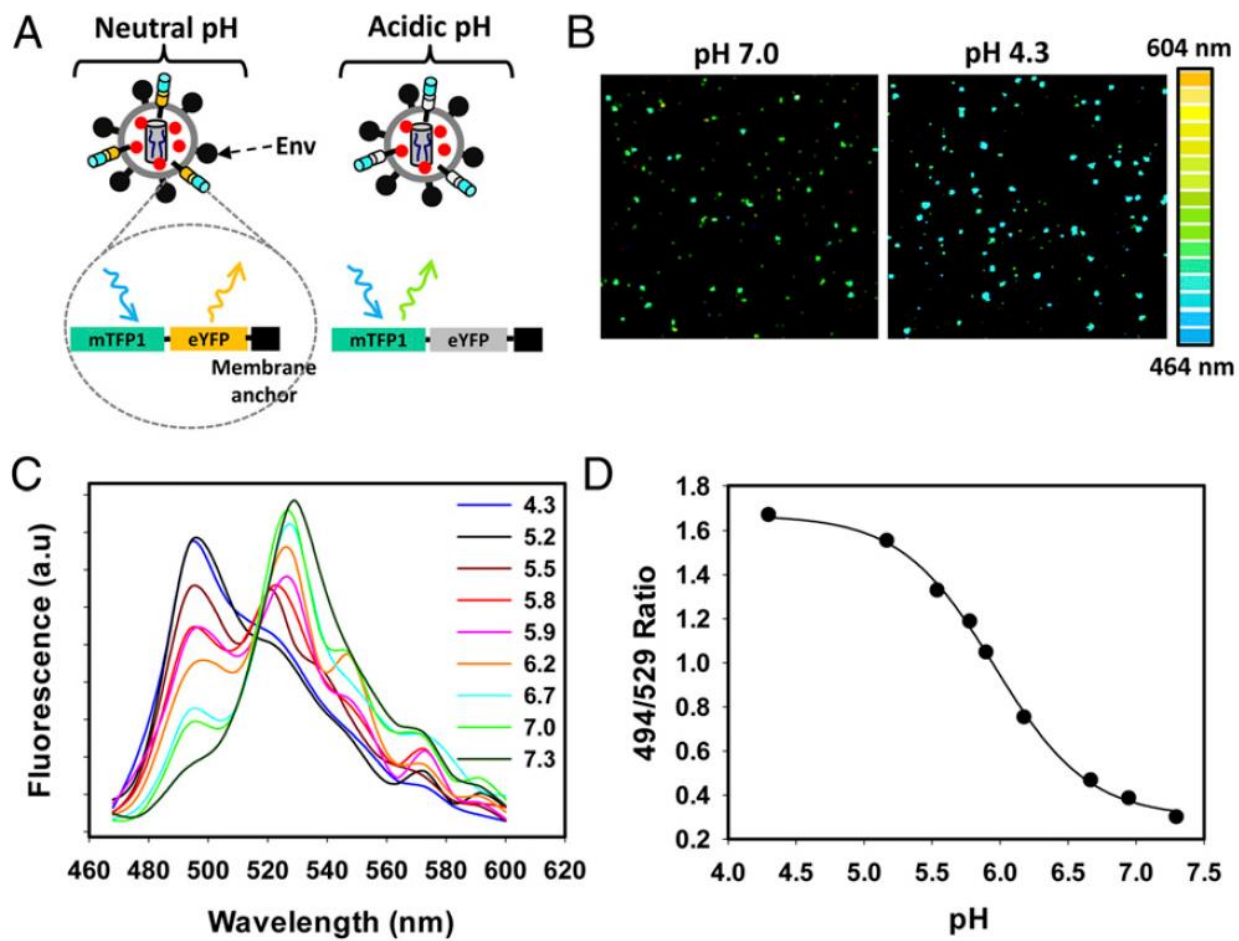 A
Neutral pH
Acidic pH
Env
mTFP1
eYFP
Membrane
anchor
mTFP1
eYFP
B
pH 7.0
pH 4.3
604 nm
464 nm
C
Fluorescence (a.u)
4.3
5.2
5.5
5.8
5.9
6.2
6.7
7.0
7.3
460 480 500 520 540 560 580 600 620
Wavelength (nm)
D
494/529 Ratio
1.8
1.6
1.4
1.2
1.0
0.8
0.6
0.4
0.2
4.0 4.5 5.0 5.5 6.0 6.5 7.0 7.5
pH